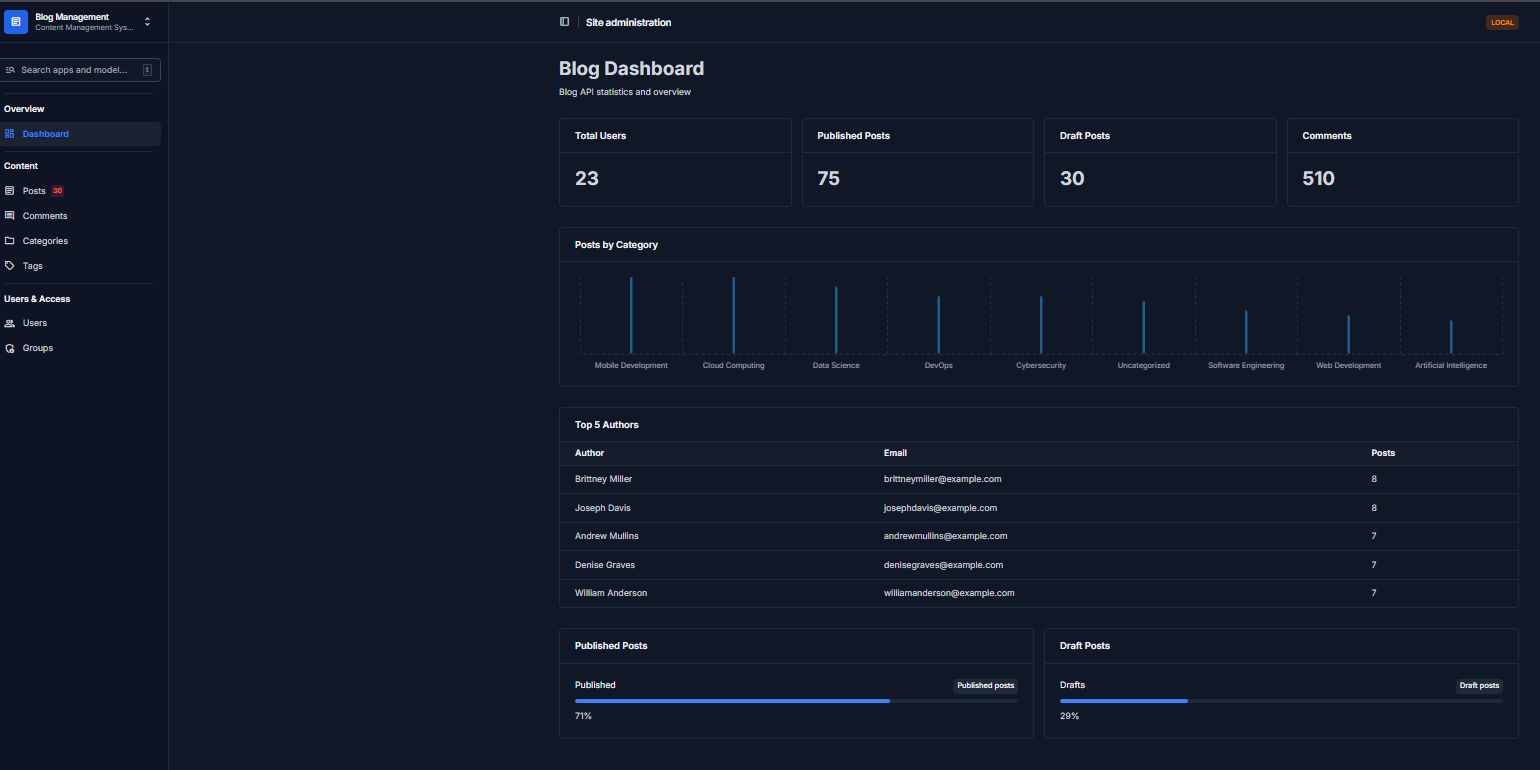 Blog Management
Content Management Sys...
Search apps and model... t
Overview
Dashboard
Content
Posts 30
Comments
Categories
Tags
Users & Access
Users
Groups
Site administration
LOCAL
Blog Dashboard
Blog API statistics and overview
Total Users
23
Published Posts
75
Draft Posts
30
Comments
510
Posts by Category
Mobile Development
Cloud Computing
Data Science
DevOps
Cybersecurity
Uncategorized
Software Engineering
Web Development
Artificial Intelligence
Top 5 Authors
Author Email Posts
Brittney Miller brittneymiller@example.com 8
Joseph Davis josephdavis@example.com 8
Andrew Mullins andrewmullins@example.com 7
Denise Graves denisegraves@example.com 7
William Anderson williamanderson@example.com 7
Published Posts
Published Published posts
71%
Draft Posts
Drafts Draft posts
29%